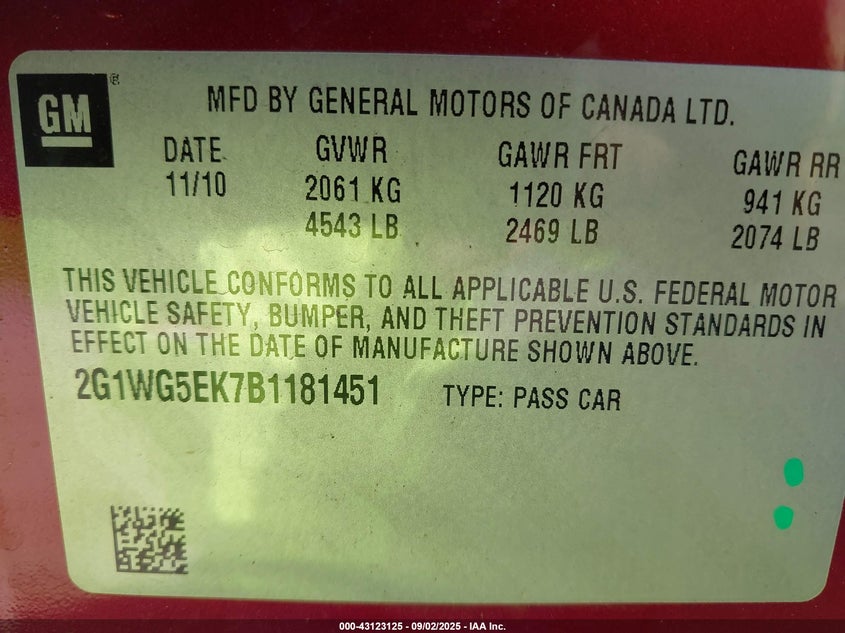 GM
MFD BY GENERAL MOTORS OF CANADA LTD.
DATE GVWR GAWR FRT GAWR RR
11/10 2061 KG 1120 KG 941 KG
4543 LB 2469 LB 2074 LB
THIS VEHICLE CONFORMS TO ALL APPLICABLE U.S. FEDERAL MOTOR
VEHICLE SAFETY, BUMPER, AND THEFT PREVENTION STANDARDS IN
EFFECT ON THE DATE OF MANUFACTURE SHOWN ABOVE.
2G1WG5EK7B1181451 TYPE: PASS CAR
000-43123125 - 09/02/2025 - IAA Inc.